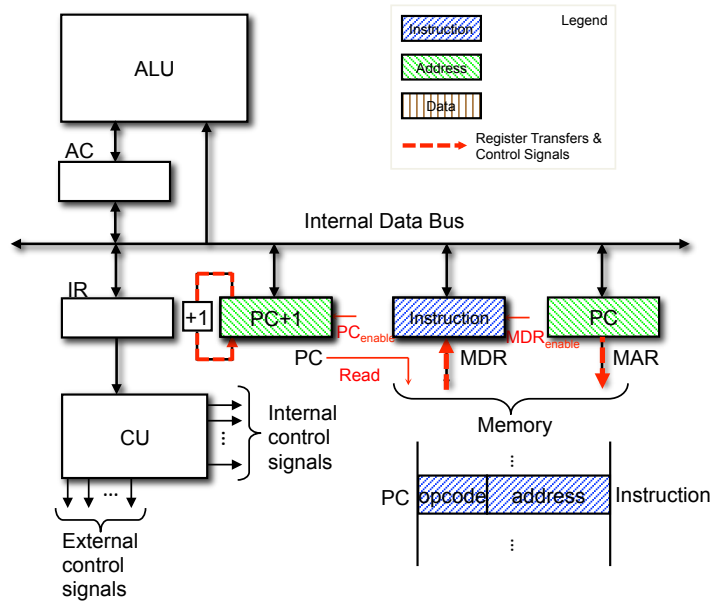 ALU
AC
Internal Data Bus
IR
+1
PC+1
PC
PCenable
Instruction
MDR
MDRenable
PC
MAR
Read
CU
Internal
control
signals
...
...
External
control
signals
Memory
...
PC
opcode
address
Instruction
...
Legend
Instruction
Address
Data
Register Transfers &
Control Signals